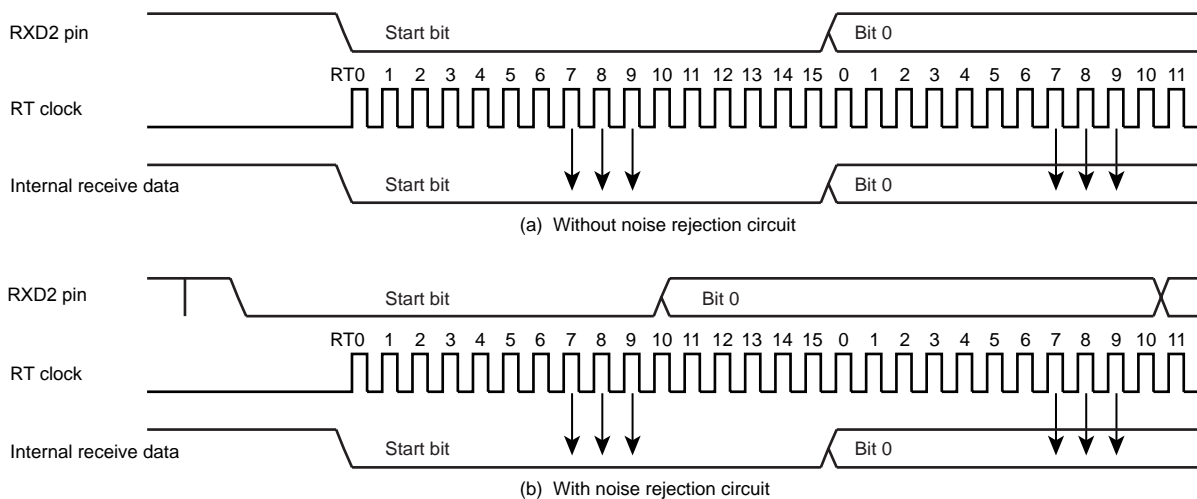 RXD2 pin
Start bit
Bit 0
RT0 1 2 3 4 5 6 7 8 9 10 11 12 13 14 15 0 1 2 3 4 5 6 7 8 9 10 11
RT clock
Internal receive data
Start bit
Bit 0
(a) Without noise rejection circuit
RXD2 pin
Start bit
Bit 0
RT0 1 2 3 4 5 6 7 8 9 10 11 12 13 14 15 0 1 2 3 4 5 6 7 8 9 10 11
RT clock
Internal receive data
Start bit
Bit 0
(b) With noise rejection circuit